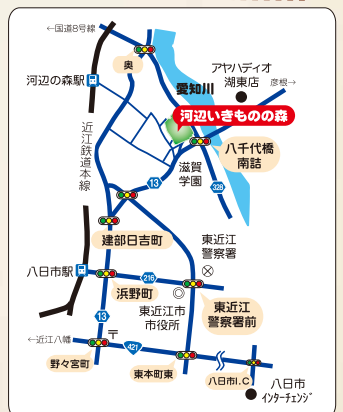 ←国道8号線
奥
愛知川
アヤハディオ
湖東店
彦根→
河辺の森駅
河辺いきものの森
八千代橋
南詰
近江鉄道本線
滋賀
学園
13
328
建部日吉町
東近江
警察署
八日市駅
216
浜野町
東近江市
市役所
東近江
警察署前
13
〒
←近江八幡
421
野々宮町
東本町東
八日市I.C
八日市
インターチェンジ